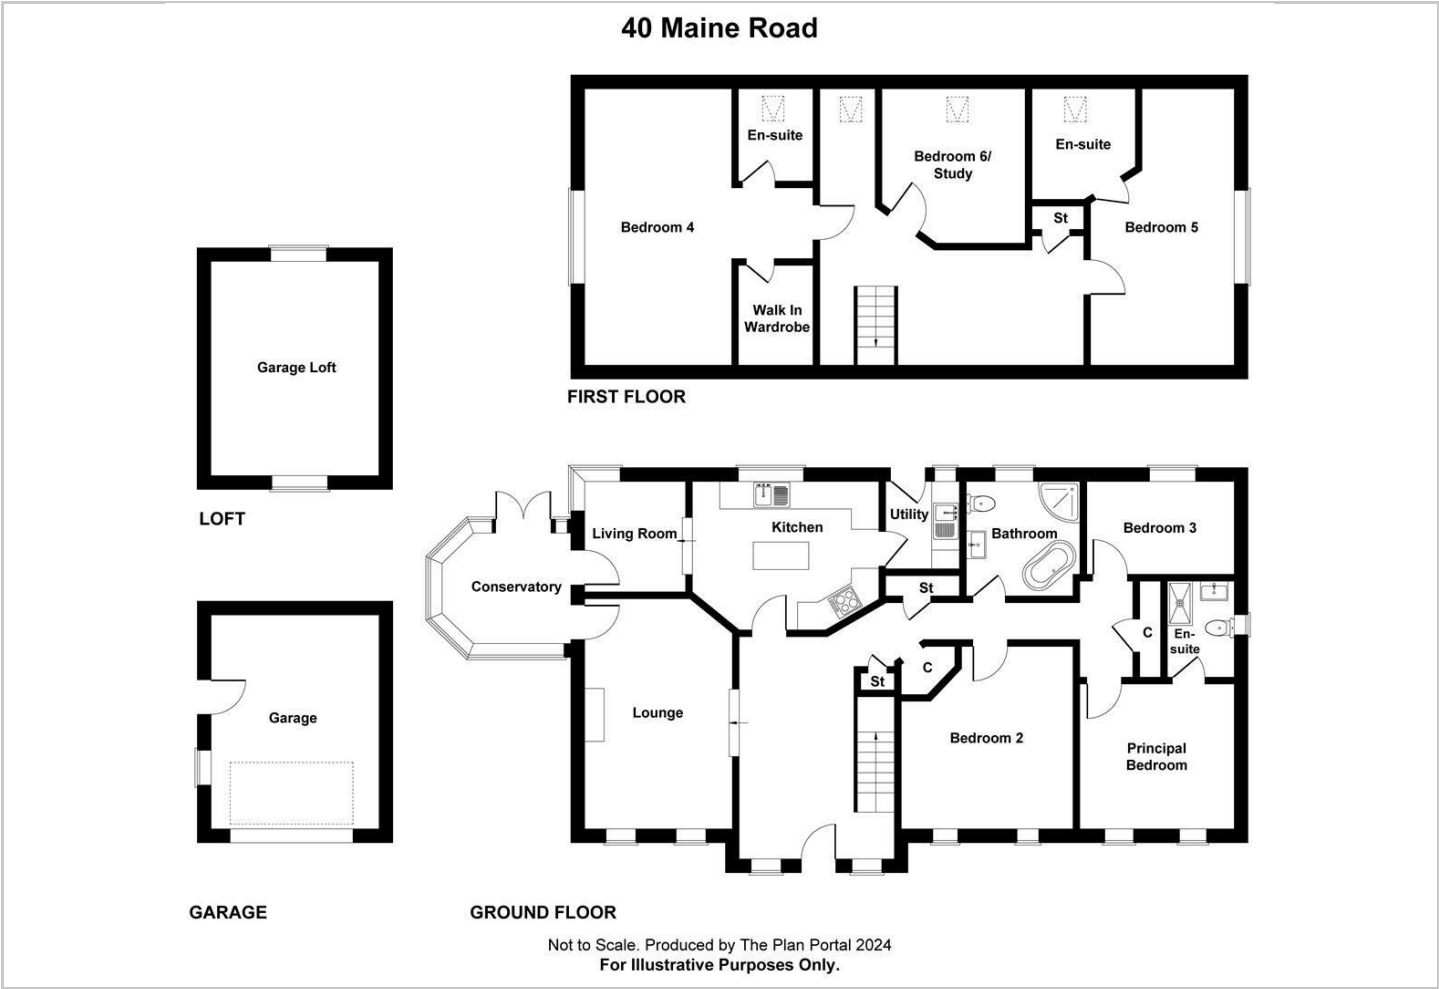 40 Maine Road
En-suite
Bedroom 6/
Study
En-suite
Bedroom 4
St
Bedroom 5
Walk In
Wardrobe
FIRST FLOOR
Garage Loft
LOFT
Living Room
Kitchen
Utility
Bathroom
Bedroom 3
Conservatory
St
C
En-
suite
St
C
Lounge
Bedroom 2
Principal
Bedroom
Garage
GARAGE
GROUND FLOOR
Not to Scale. Produced by The Plan Portal 2024
For Illustrative Purposes Only.